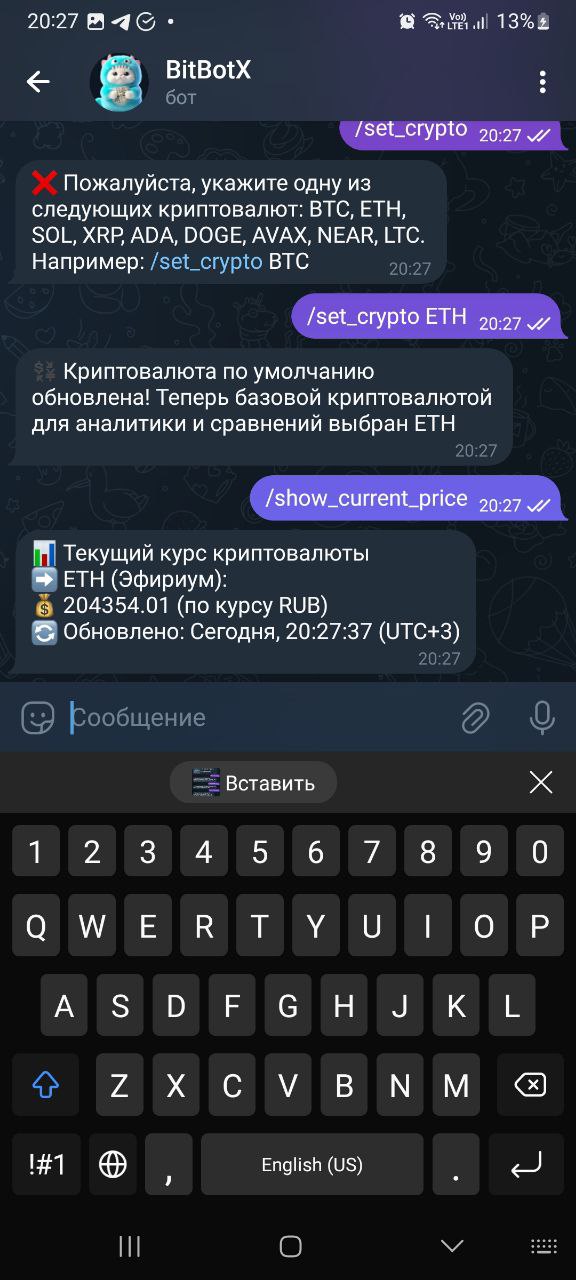 20:27
Vo)) LTE1 13%
BitBotX
бот
/set_crypto 20:27
❌ Пожалуйста, укажите одну из
следующих криптовалют: BTC, ETH,
SOL, XRP, ADA, DOGE, AVAX, NEAR, LTC.
Например: /set_crypto BTC
20:27
/set_crypto ETH 20:27
💱 Криптовалюта по умолчанию
обновлена! Теперь базовой криптовалютой
для аналитики и сравнений выбран ETH
20:27
/show_current_price 20:27
📊 Текущий курс криптовалюты
➡️ ETH (Эфириум):
💰 204354.01 (по курсу RUB)
🔄 Обновлено: Сегодня, 20:27:37 (UTC+3)
20:27
Сообщение
Вставить
1 2 3 4 5 6 7 8 9 0
Q W E R T Y U I O P
A S D F G H J K L
Z X C V B N M
!#1 , English (US) .